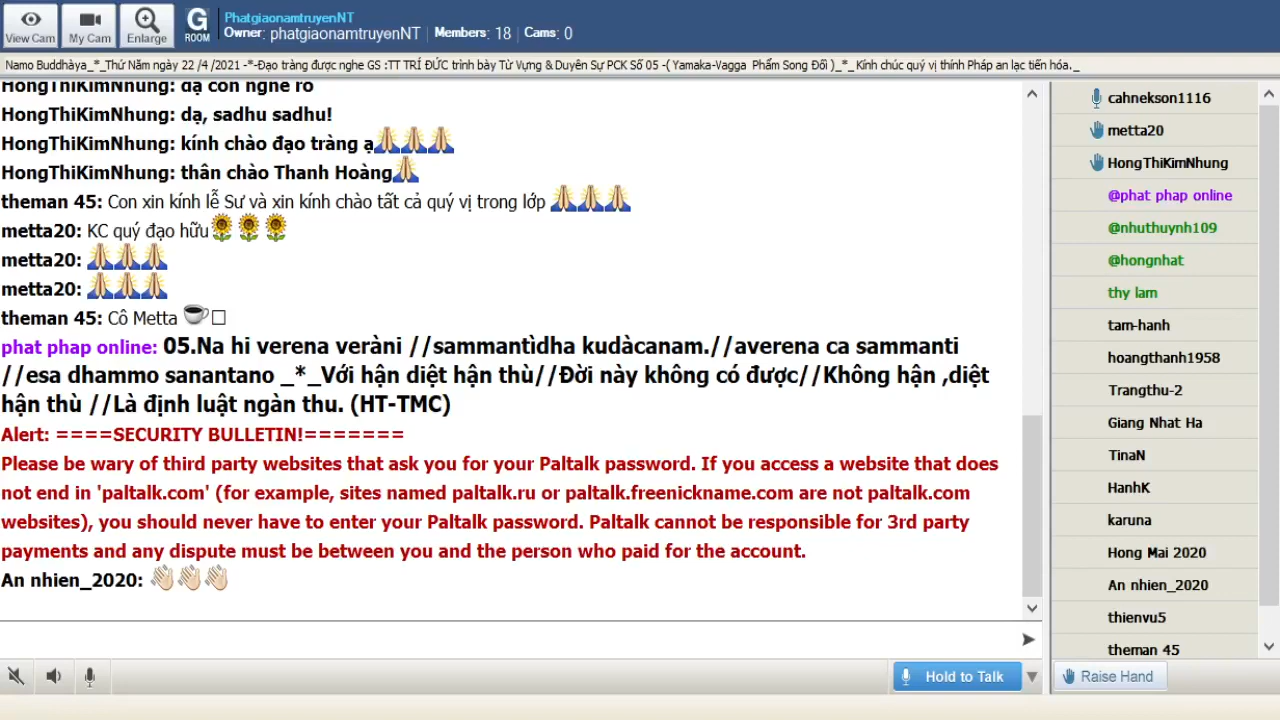 View Cam
My Cam
Enlarge
G
ROOM
PhatgiaonamtruyenNT
Owner: phatgiaonamtruyenNT Members: 18 Cams: 0
Namo Buddhàya_*_Thứ Năm ngày 22 /4 /2021 -*-Đạo tràng được nghe GS :TT TRÍ ĐỨC trình bày Từ Vựng & Duyên Sự PCK Số 05 -( Yamaka-Vagga Phẩm Song Đối )_*_ Kính chúc quý vị thính Pháp an lạc tiến hóa._
HongThiKimNhung: dạ con nghe rõ
HongThiKimNhung: dạ, sadhu sadhu!
HongThiKimNhung: kính chào đạo tràng ạ
HongThiKimNhung: thân chào Thanh Hoàng
theman 45: Con xin kính lễ Sư và xin kính chào tất cả quý vị trong lớp
metta20: KC quý đạo hữu
metta20:
metta20:
theman 45: Cô Metta
phat phap online: 05.Na hi verena veràni //sammantìdha kudàcanam.//averena ca sammanti
//esa dhammo sanantano _*_Với hận diệt hận thù//Đời này không có được//Không hận ,diệt
hận thù //Là định luật ngàn thu. (HT-TMC)
Alert: ====SECURITY BULLETIN!=======
Please be wary of third party websites that ask you for your Paltalk password. If you access a website that does
not end in 'paltalk.com' (for example, sites named paltalk.ru or paltalk.freenickname.com are not paltalk.com
websites), you should never have to enter your Paltalk password. Paltalk cannot be responsible for 3rd party
payments and any dispute must be between you and the person who paid for the account.
An nhien_2020:
Hold to Talk
cahnekson1116
metta20
HongThiKimNhung
@phat phap online
@nhuthuynh109
@hongnhat
thy lam
tam-hanh
hoangthanh1958
Trangthu-2
Giang Nhat Ha
TinaN
HanhK
karuna
Hong Mai 2020
An nhien_2020
thienvu5
theman 45
Raise Hand